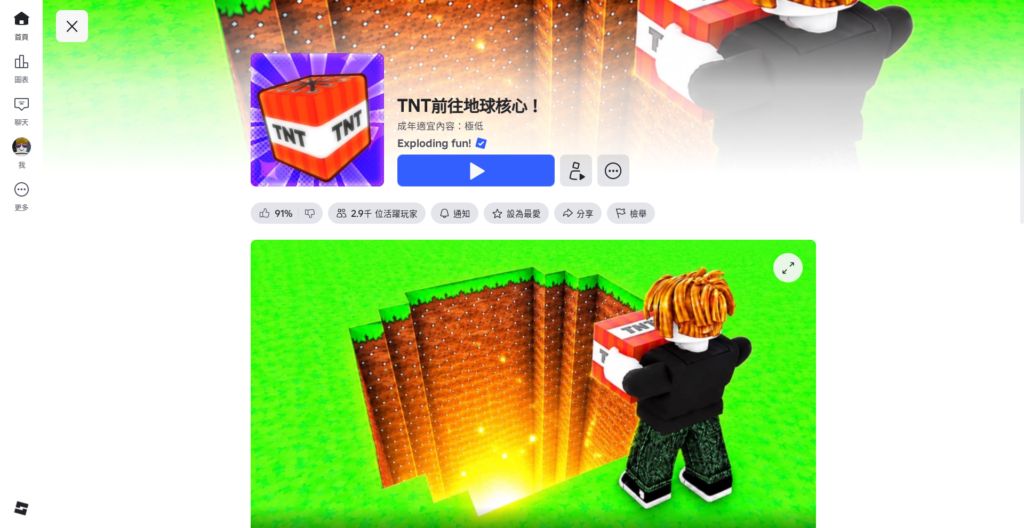 首頁
圖表
聊天
我
更多
TNT
TNT
TNT前往地球核心！
成年適宜內容：極低
Exploding fun!
91%
2.9千 位活躍玩家
通知
設為最愛
分享
檢舉
TNT